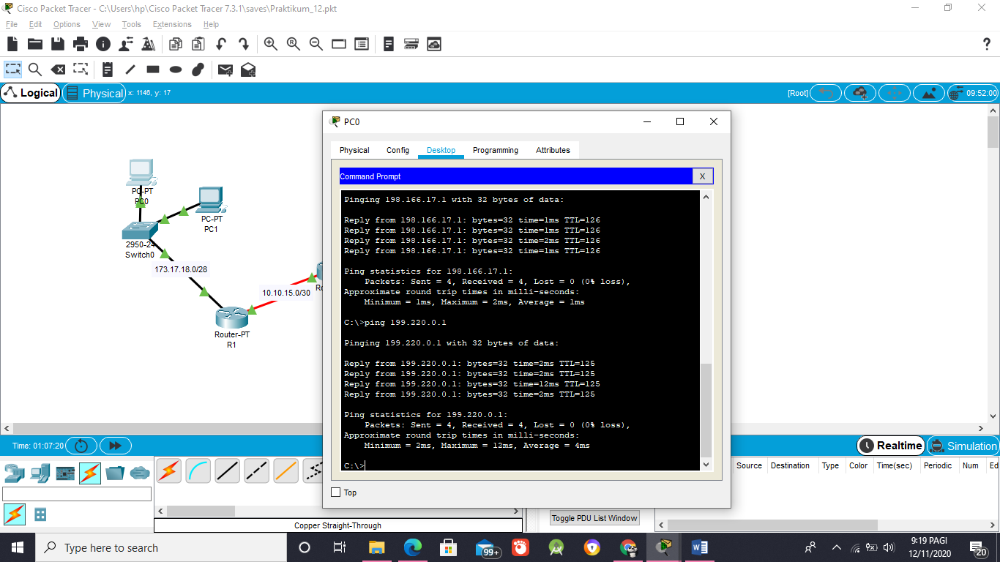 Cisco Packet Tracer - C:\Users\hp\Cisco Packet Tracer 7.3.1\saves\Praktikum_12.pkt
File Edit Options View Tools Extensions Help
?
Logical Physical x: 1146, y: 17 [Root] 09:52:00
PC0
Physical Config Desktop Programming Attributes
Command Prompt X
Pinging 198.166.17.1 with 32 bytes of data:
Reply from 198.166.17.1: bytes=32 time=1ms TTL=126
Reply from 198.166.17.1: bytes=32 time=1ms TTL=126
Reply from 198.166.17.1: bytes=32 time=2ms TTL=126
Reply from 198.166.17.1: bytes=32 time=1ms TTL=126
Ping statistics for 198.166.17.1:
Packets: Sent = 4, Received = 4, Lost = 0 (0% loss),
Approximate round trip times in milli-seconds:
Minimum = 1ms, Maximum = 2ms, Average = 1ms
C:\>ping 199.220.0.1
Pinging 199.220.0.1 with 32 bytes of data:
Reply from 199.220.0.1: bytes=32 time=2ms TTL=125
Reply from 199.220.0.1: bytes=32 time=2ms TTL=125
Reply from 199.220.0.1: bytes=32 time=12ms TTL=125
Reply from 199.220.0.1: bytes=32 time=2ms TTL=125
Ping statistics for 199.220.0.1:
Packets: Sent = 4, Received = 4, Lost = 0 (0% loss),
Approximate round trip times in milli-seconds:
Minimum = 2ms, Maximum = 12ms, Average = 4ms
C:\>
Top
PC-PT
PC0
PC-PT
PC1
2950-24
Switch0
173.17.18.0/28
10.10.15.0/30
Ro
Router-PT
R1
Time: 01:07:20 Realtime Simulation
Source Destination Type Color Time(sec) Periodic Num Ed
Toggle PDU List Window
Copper Straight-Through
Type here to search
99+
9:19 PAGI
12/11/2020
20